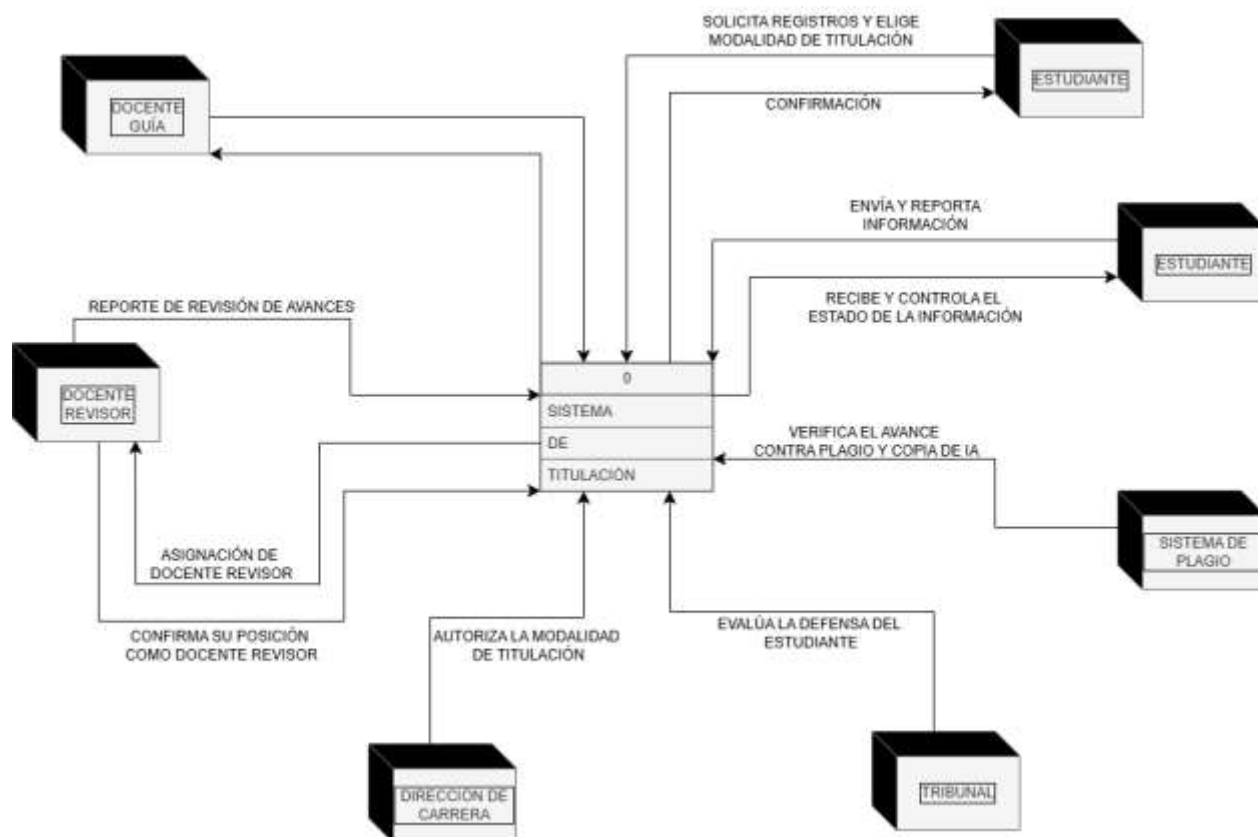 SOLICITA REGISTROS Y ELIGE
MODALIDAD DE TITULACIÓN
ESTUDIANTE
DOCENTE
GUÍA
CONFIRMACIÓN
ENVÍA Y REPORTA
INFORMACIÓN
ESTUDIANTE
RECIBE Y CONTROLA EL
ESTADO DE LA INFORMACIÓN
REPORTE DE REVISIÓN DE AVANCES
DOCENTE
REVISOR
0
SISTEMA
DE
TITULACIÓN
VERIFICA EL AVANCE
CONTRA PLAGIO Y COPIA DE IA
SISTEMA DE
PLAGIO
ASIGNACIÓN DE
DOCENTE REVISOR
CONFIRMA SU POSICIÓN
COMO DOCENTE REVISOR
AUTORIZA LA MODALIDAD
DE TITULACIÓN
EVALÚA LA DEFENSA DEL
ESTUDIANTE
DIRECCIÓN DE
CARRERA
TRIBUNAL